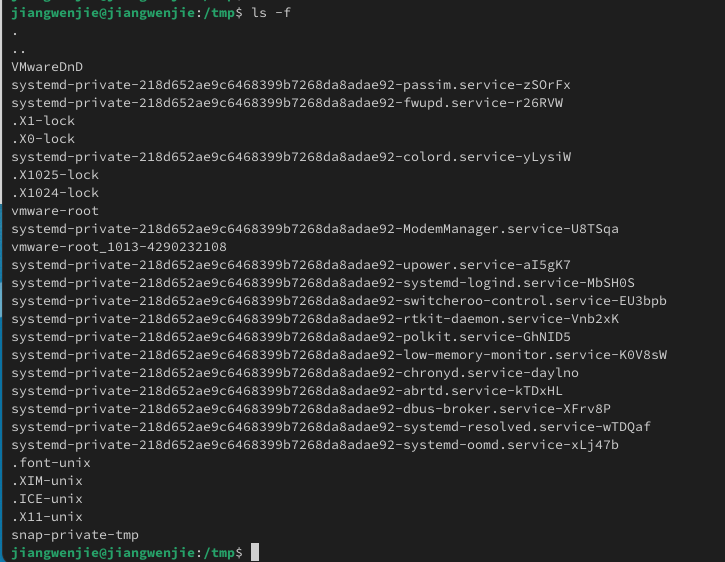 jiangwenjie@jiangwenjie:/tmp$ ls -f
.
..
VMwareDnD
systemd-private-218d652ae9c6468399b7268da8adae92-passim.service-zSOrFx
systemd-private-218d652ae9c6468399b7268da8adae92-fwupd.service-r26RVW
.X1-lock
.X0-lock
systemd-private-218d652ae9c6468399b7268da8adae92-colord.service-yLysiW
.X1025-lock
.X1024-lock
vmware-root
systemd-private-218d652ae9c6468399b7268da8adae92-ModemManager.service-U8TSqa
vmware-root_1013-4290232108
systemd-private-218d652ae9c6468399b7268da8adae92-upower.service-aI5gK7
systemd-private-218d652ae9c6468399b7268da8adae92-systemd-logind.service-MbSH0S
systemd-private-218d652ae9c6468399b7268da8adae92-switcheroo-control.service-EU3bpb
systemd-private-218d652ae9c6468399b7268da8adae92-rtkit-daemon.service-Vnb2xK
systemd-private-218d652ae9c6468399b7268da8adae92-polkit.service-GhNID5
systemd-private-218d652ae9c6468399b7268da8adae92-low-memory-monitor.service-K0V8sW
systemd-private-218d652ae9c6468399b7268da8adae92-chronyd.service-daylno
systemd-private-218d652ae9c6468399b7268da8adae92-abrtd.service-kTDxHL
systemd-private-218d652ae9c6468399b7268da8adae92-dbus-broker.service-XFrv8P
systemd-private-218d652ae9c6468399b7268da8adae92-systemd-resolved.service-wTDQaf
systemd-private-218d652ae9c6468399b7268da8adae92-systemd-oomd.service-xLj47b
.font-unix
.XIM-unix
.ICE-unix
.X11-unix
snap-private-tmp
jiangwenjie@jiangwenjie:/tmp$